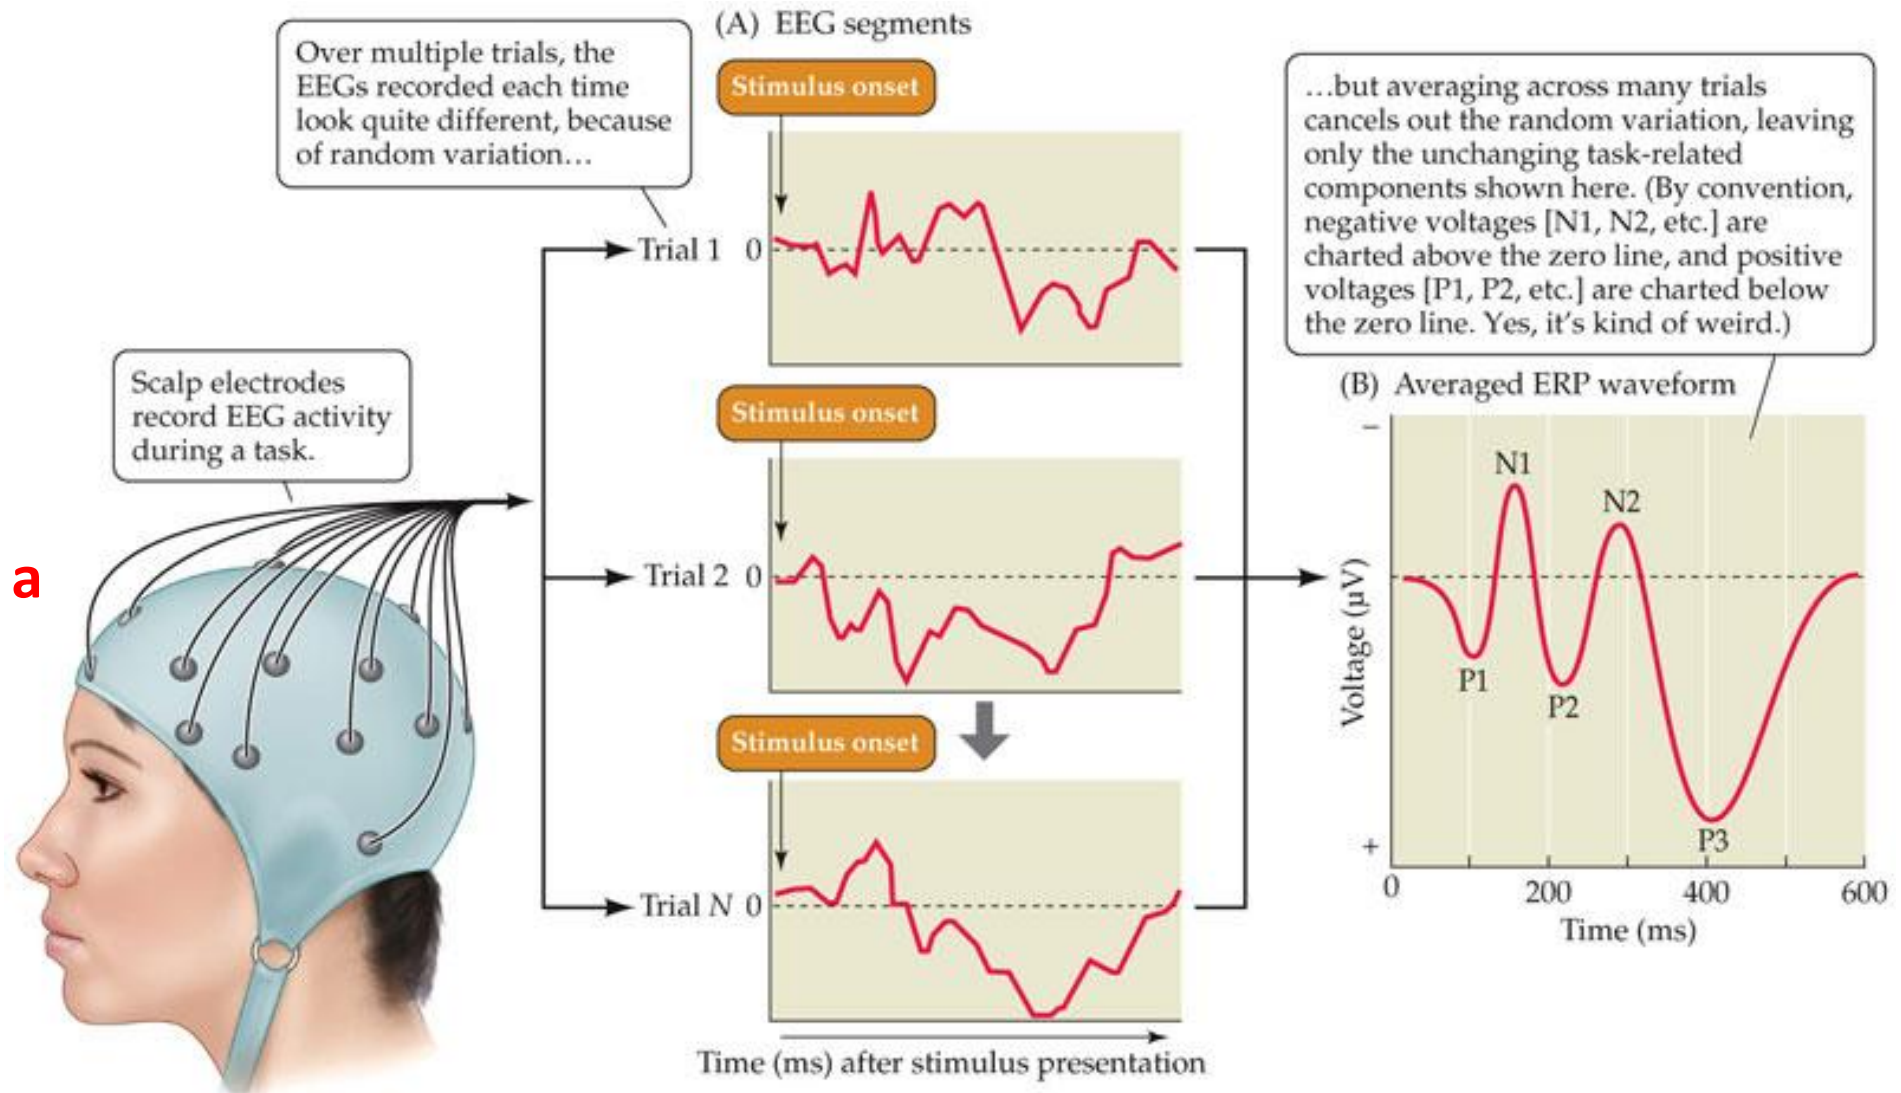 Over multiple trials, the
EEGs recorded each time
look quite different, because
of random variation…
(A) EEG segments
Stimulus onset
Trial 1 0
Stimulus onset
Trial 2 0
Stimulus onset
Trial N 0
Time (ms) after stimulus presentation
Scalp electrodes
record EEG activity
during a task.
a
…but averaging across many trials
cancels out the random variation, leaving
only the unchanging task-related
components shown here. (By convention,
negative voltages [N1, N2, etc.] are
charted above the zero line, and positive
voltages [P1, P2, etc.] are charted below
the zero line. Yes, it’s kind of weird.)
(B) Averaged ERP waveform
−
N1
N2
Voltage (µV)
P1
P2
P3
+
0 200 400 600
Time (ms)